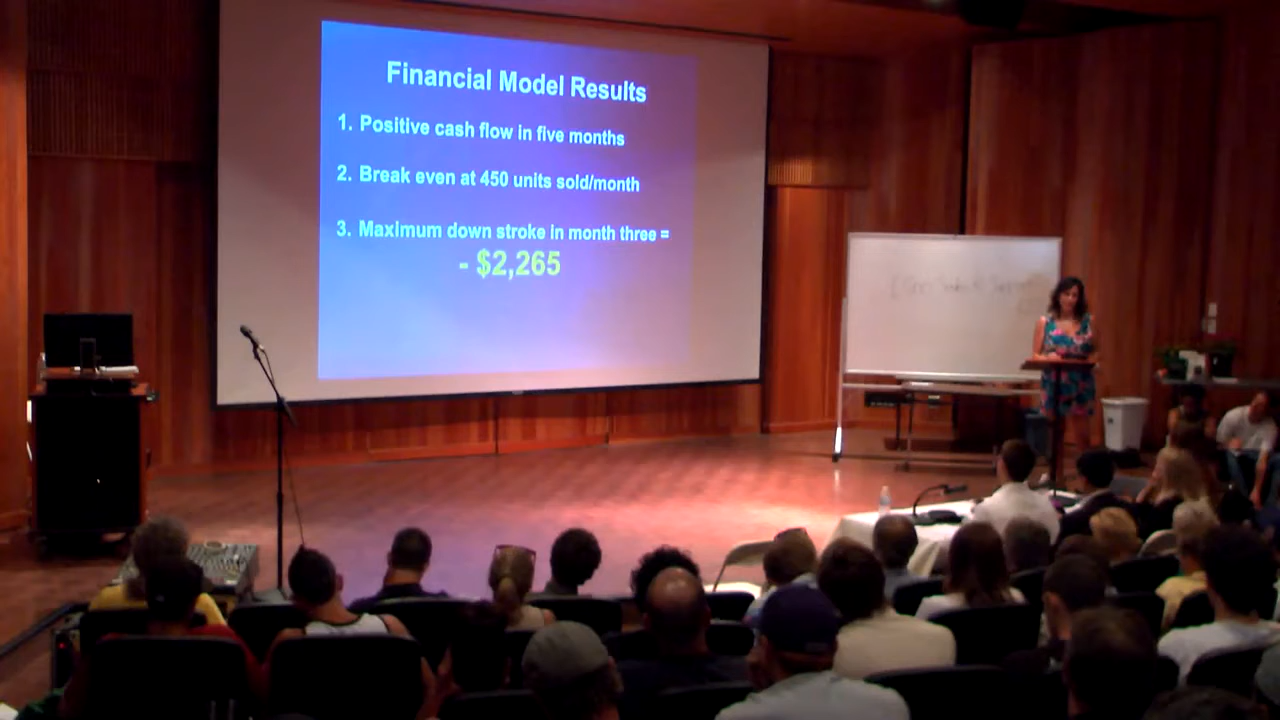 Financial Model Results
1. Positive cash flow in five months
2. Break even at 450 units sold/month
3. Maximum down stroke in month three =
- $2,265